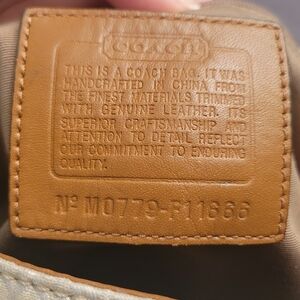 COACH
THIS IS A COACH BAG. IT WAS
HANDCRAFTED IN CHINA FROM
THE FINEST MATERIALS TRIMMED
WITH GENUINE LEATHER. ITS
SUPERIOR CRAFTSMANSHIP AND
ATTENTION TO DETAIL REFLECT
OUR COMMITMENT TO ENDURING
QUALITY.
Nº M0779-F11666